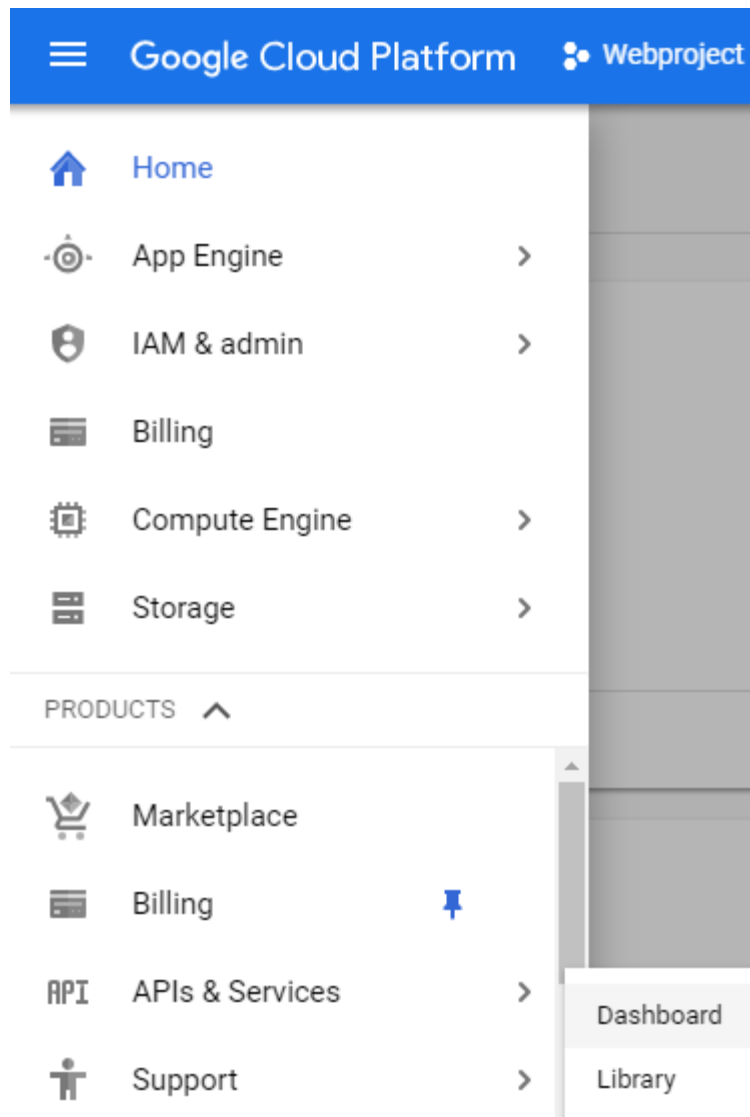 Google Cloud Platform Webproject
Home
App Engine
IAM & admin
Billing
Compute Engine
Storage
PRODUCTS
Marketplace
Billing
API APIs & Services
Dashboard
Support
Library